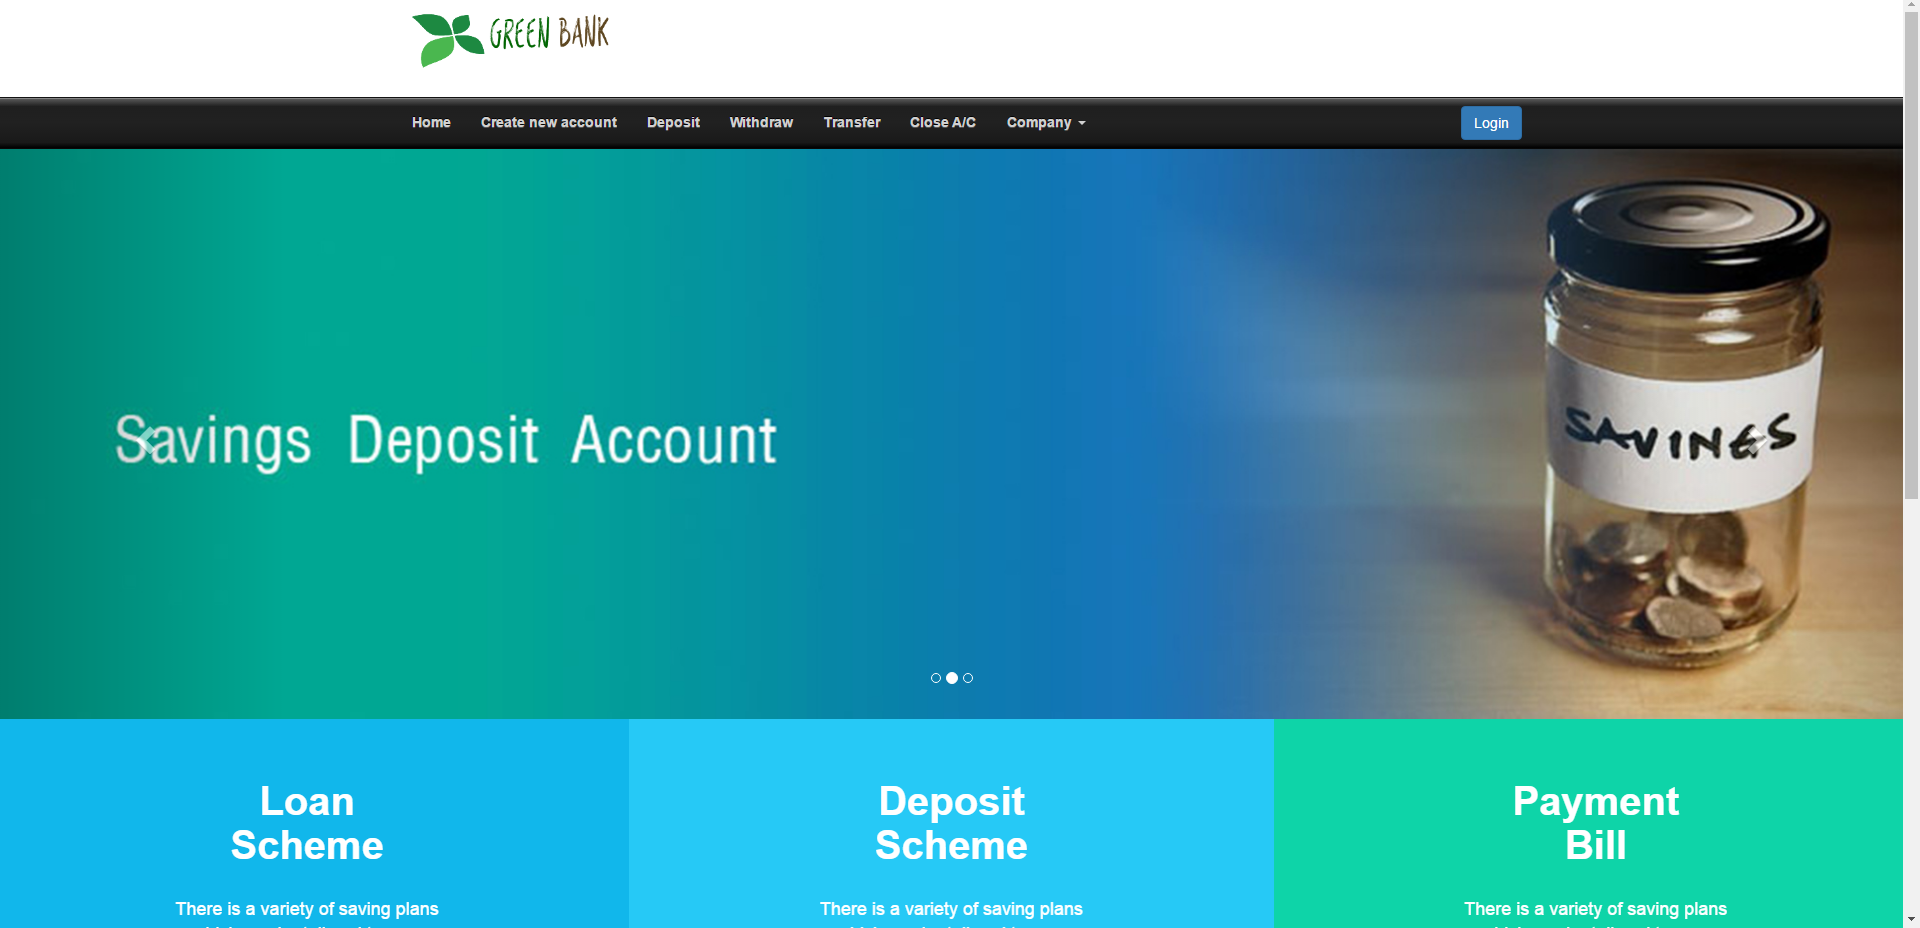 GREEN BANK
Home Create new account Deposit Withdraw Transfer Close A/C Company Login
Savings Deposit Account
SAVINGS
Loan
Scheme
Deposit
Scheme
Payment
Bill
There is a variety of saving plans
There is a variety of saving plans
There is a variety of saving plans